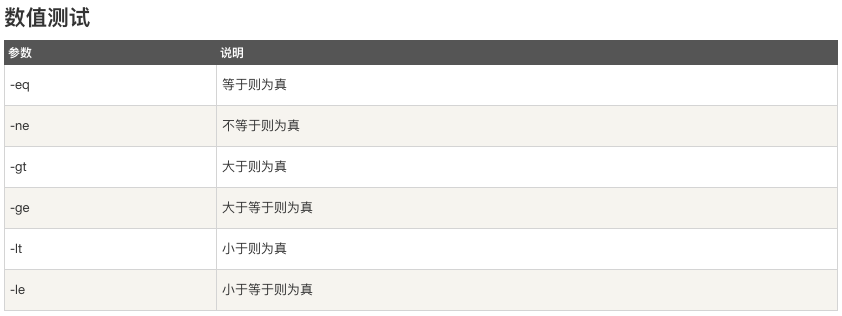 数值测试
参数 说明
-eq 等于则为真
-ne 不等于则为真
-gt 大于则为真
-ge 大于等于则为真
-lt 小于则为真
-le 小于等于则为真